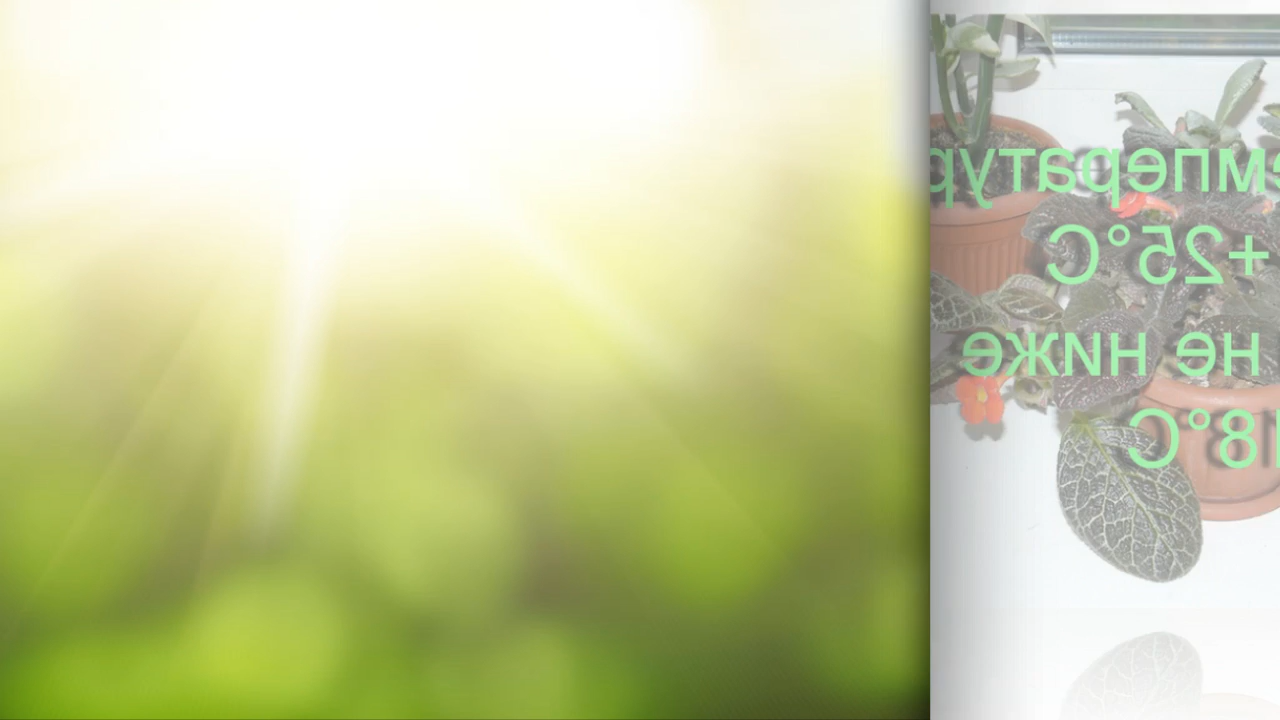 емператур
+25°C
не ниже
18°C